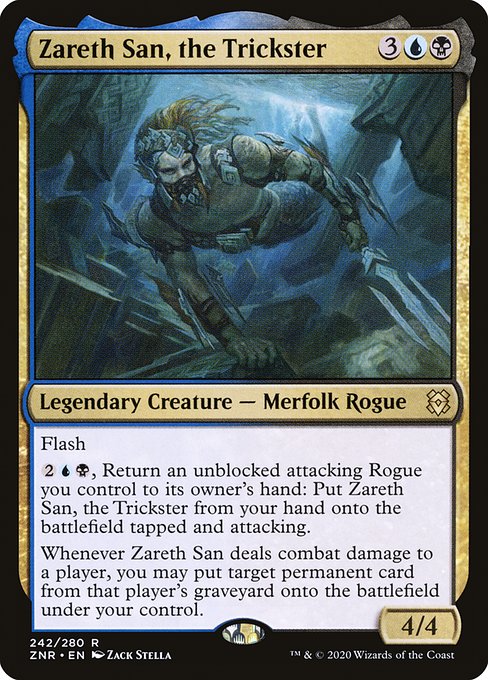 Zareth San, the Trickster 3
Legendary Creature — Merfolk Rogue
Flash
2, Return an unblocked attacking Rogue
you control to its owner's hand: Put Zareth
San, the Trickster from your hand onto the
battlefield tapped and attacking.
Whenever Zareth San deals combat damage to
a player, you may put target permanent card
from that player's graveyard onto the battlefield
under your control.
4/4
242/280 R
ZNR • EN Zack Stella
™ & © 2020 Wizards of the Coast